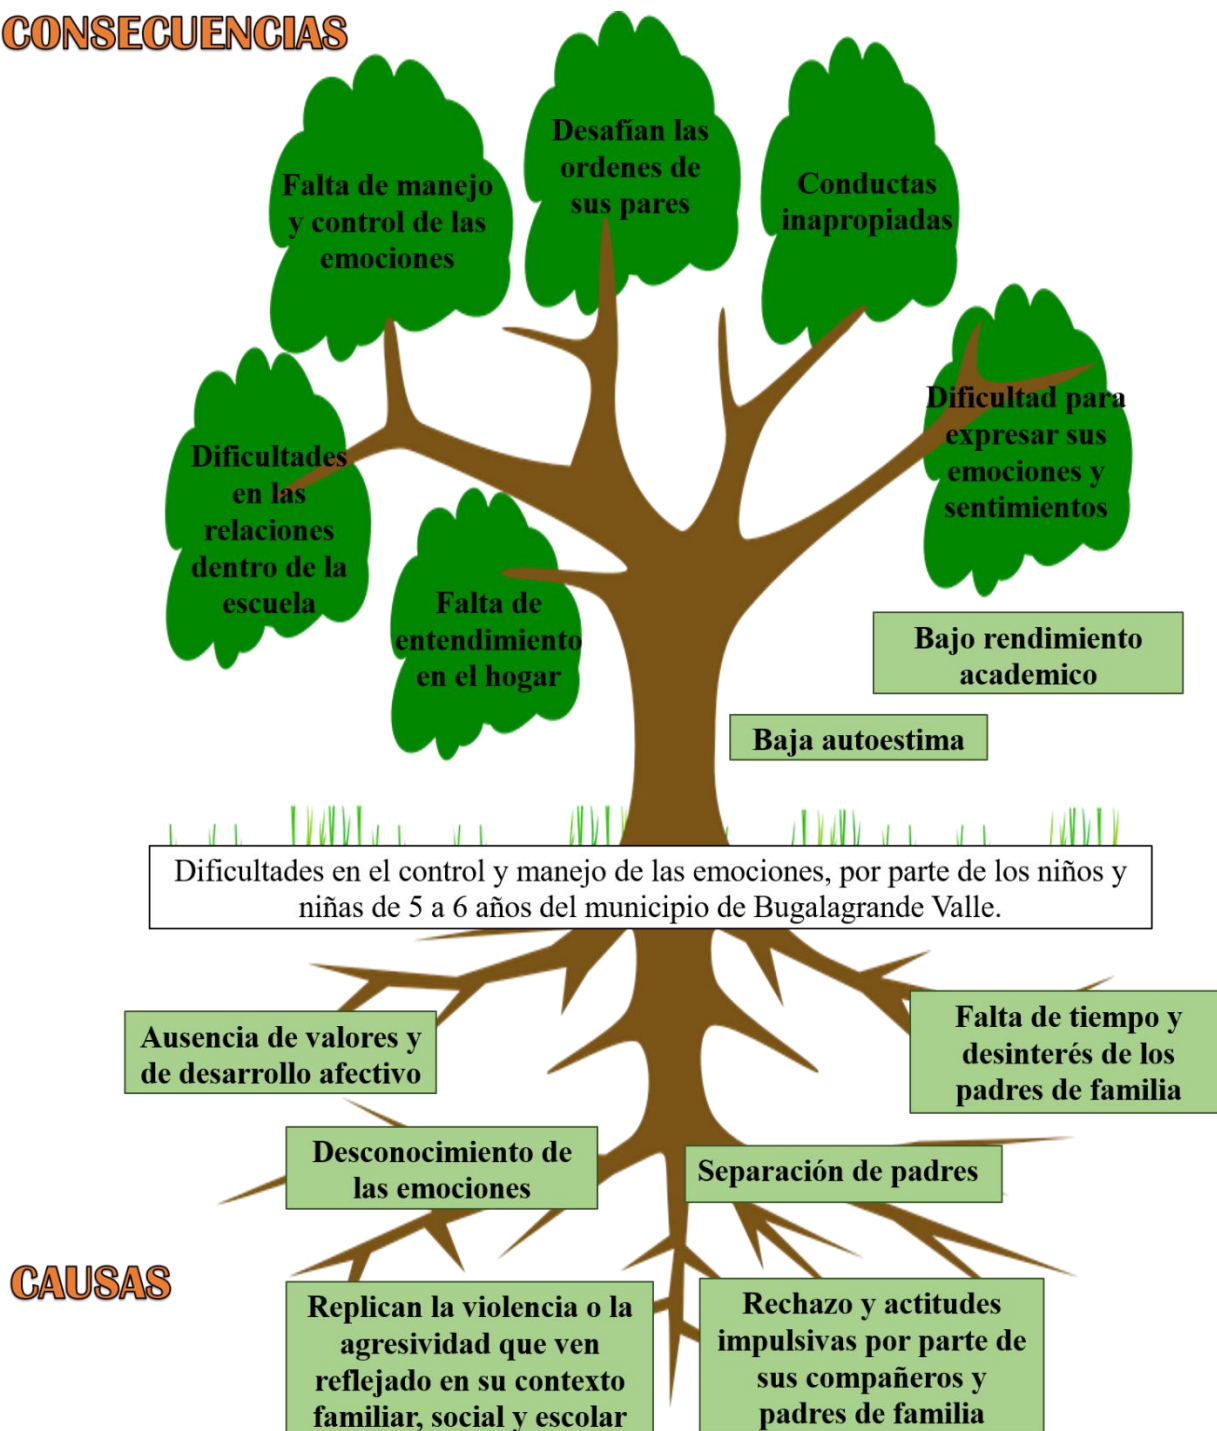 CONSECUENCIAS
Desafían las
ordenes de
sus pares
Falta de manejo
y control de las
emociones
Conductas
inapropiadas
Dificultad para
expresar sus
emociones y
sentimientos
Dificultades
en las
relaciones
dentro de la
escuela
Falta de
entendimiento
en el hogar
Bajo rendimiento
academico
Baja autoestima
Dificultades en el control y manejo de las emociones, por parte de los niños y
niñas de 5 a 6 años del municipio de Bugalagrande Valle.
Ausencia de valores y
de desarrollo afectivo
Falta de tiempo y
desinterés de los
padres de familia
Desconocimiento de
las emociones
Separación de padres
CAUSAS
Replican la violencia o la
agresividad que ven
reflejado en su contexto
familiar, social y escolar
Rechazo y actitudes
impulsivas por parte de
sus compañeros y
padres de familia